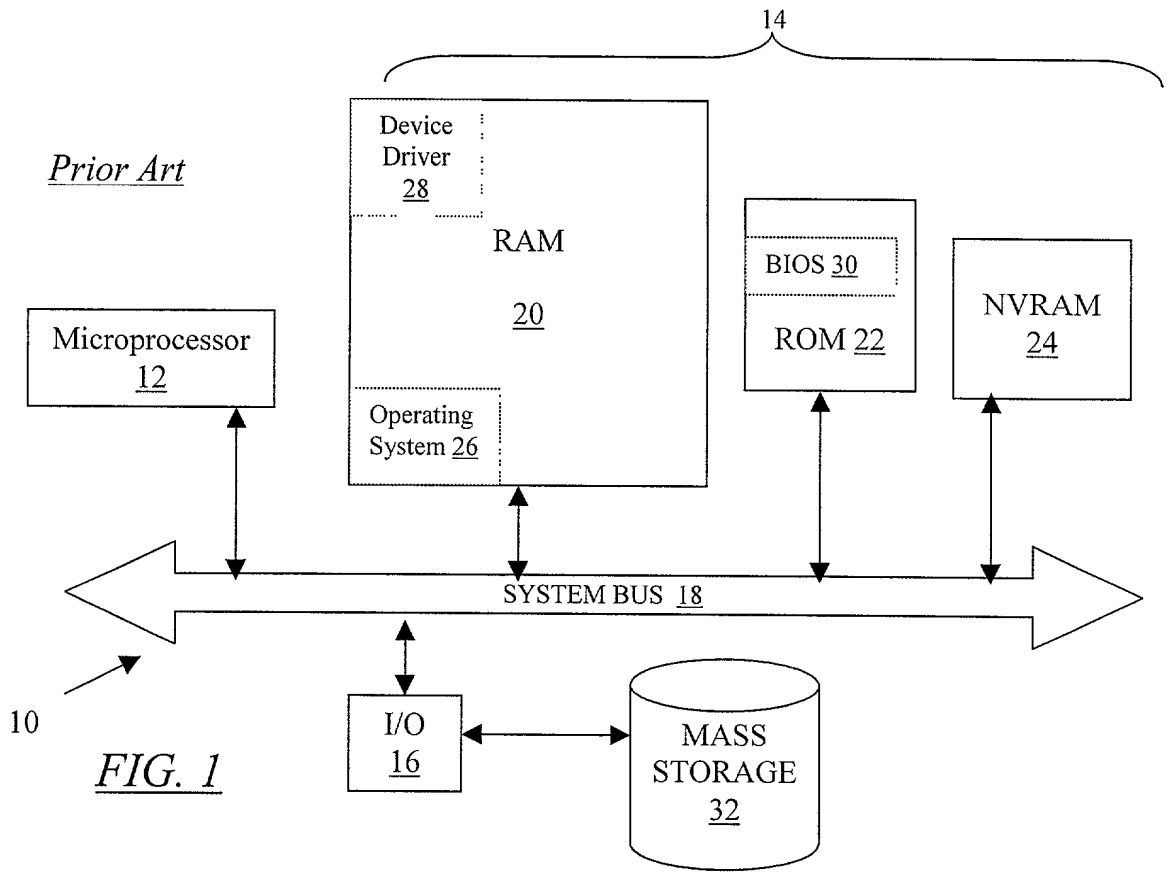 14
Prior Art
Device
Driver
28
RAM
20
Operating
System 26
BIOS 30
ROM 22
NVRAM
24
Microprocessor
12
SYSTEM BUS 18
10
I/O
16
MASS
STORAGE
32
FIG. 1